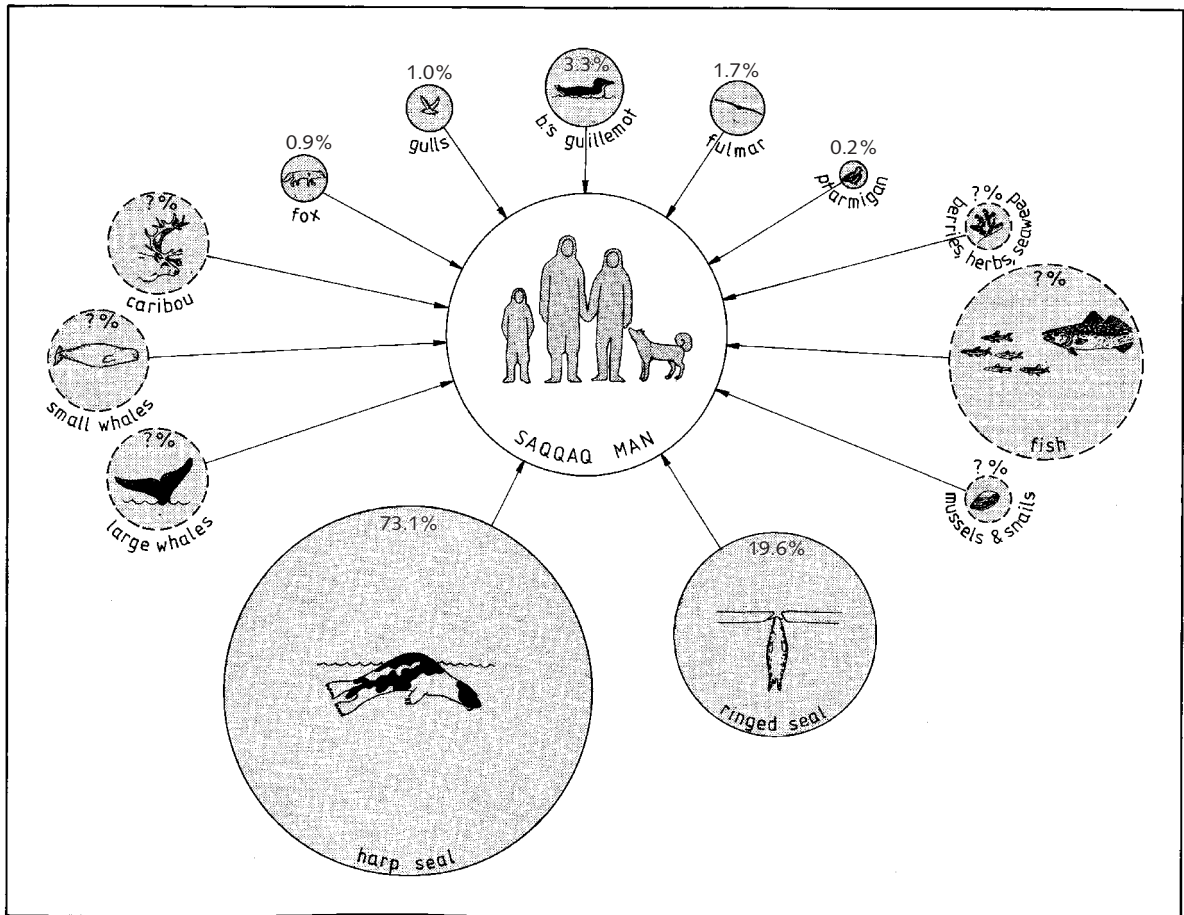 3.3%
b.'s guillemot
1.0%
gulls
1.7%
fulmar
0.9%
fox
0.2%
ptarmigan
?%
caribou
?%
berries, herbs, seaweed
?%
small whales
?%
fish
?%
large whales
?%
mussels & snails
SAQQAQ MAN
73.1%
harp seal
19.6%
ringed seal